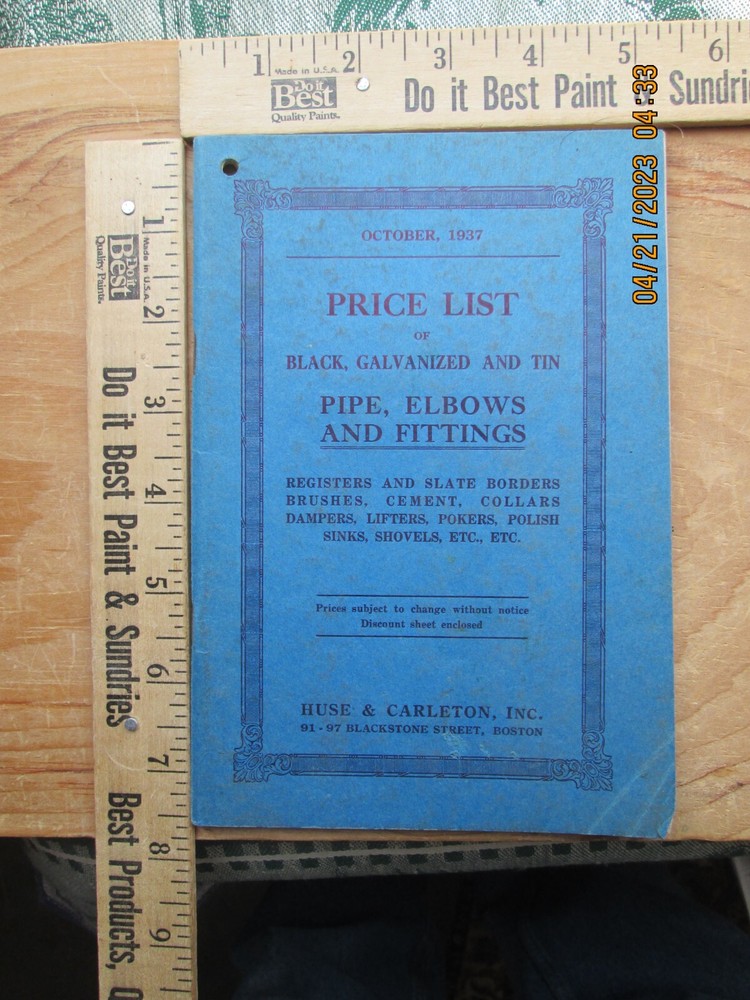 1 2 3 4 5 6
Made in U.S.A.
Do it
Best
Quality Paints.
Do it Best Paint & Sundri
04/21/2023 04:33
1 2 3 4 5 6 7 8 9
Made in U.S.A.
Do it
Best
Quality Paints.
Do it Best Paint & Sundries
Best Products,
OCTOBER, 1937
PRICE LIST
OF
BLACK, GALVANIZED AND TIN
PIPE, ELBOWS
AND FITTINGS
REGISTERS AND SLATE BORDERS
BRUSHES, CEMENT, COLLARS
DAMPERS, LIFTERS, POKERS, POLISH
SINKS, SHOVELS, ETC., ETC.
Prices subject to change without notice
Discount sheet enclosed
HUSE & CARLETON, INC.
91 - 97 BLACKSTONE STREET, BOSTON